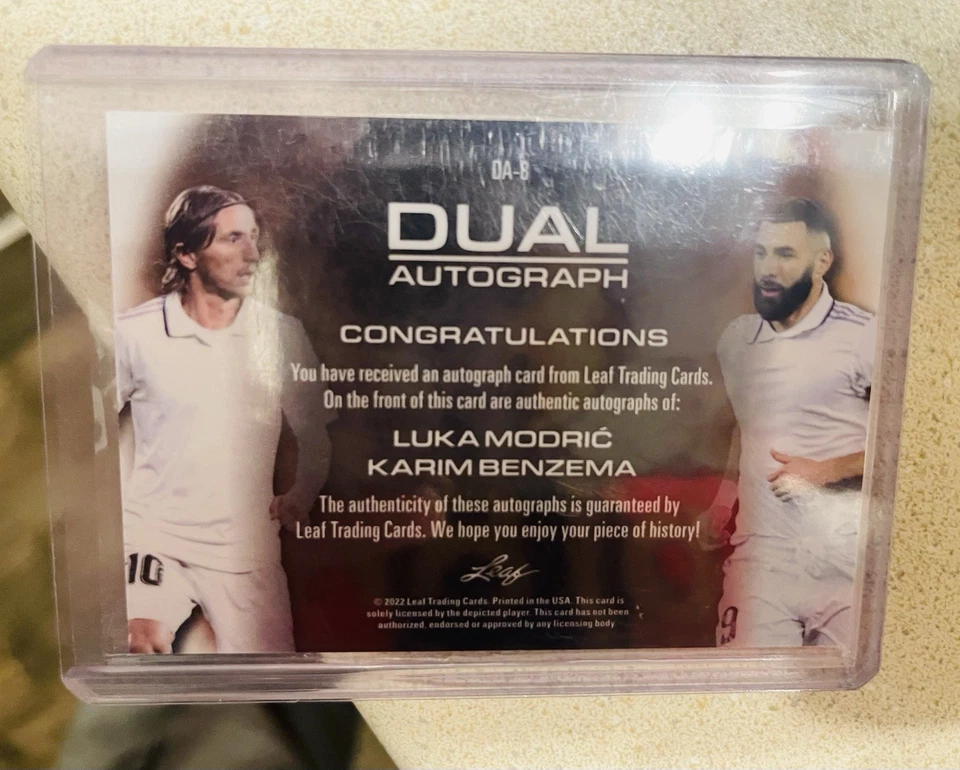 DA-8
DUAL
AUTOGRAPH
CONGRATULATIONS
You have received an autograph card from Leaf Trading Cards.
On the front of this card are authentic autographs of:
LUKA MODRIĆ
KARIM BENZEMA
The authenticity of these autographs is guaranteed by
Leaf Trading Cards. We hope you enjoy your piece of history!
Leaf
© 2022 Leaf Trading Cards. Printed in the USA. This card is
solely licensed by the depicted player. This card has not been
authorized, endorsed or approved by any licensing body
10
9